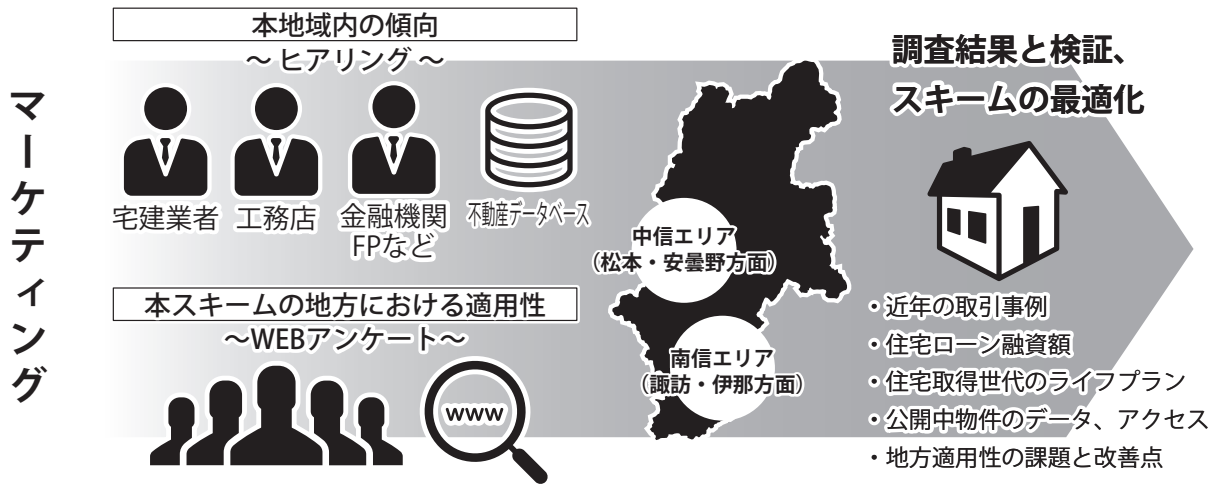 マーケティング
本地域内の傾向
～ ヒアリング ～
宅建業者
工務店
金融機関
FPなど
不動産データベース
本スキームの地方における適用性
～WEBアンケート～
www
中信エリア
（松本・安曇野方面）
南信エリア
（諏訪・伊那方面）
調査結果と検証、
スキームの最適化
・近年の取引事例
・住宅ローン融資額
・住宅取得世代のライフプラン
・公開中物件のデータ、アクセス
・地方適用性の課題と改善点